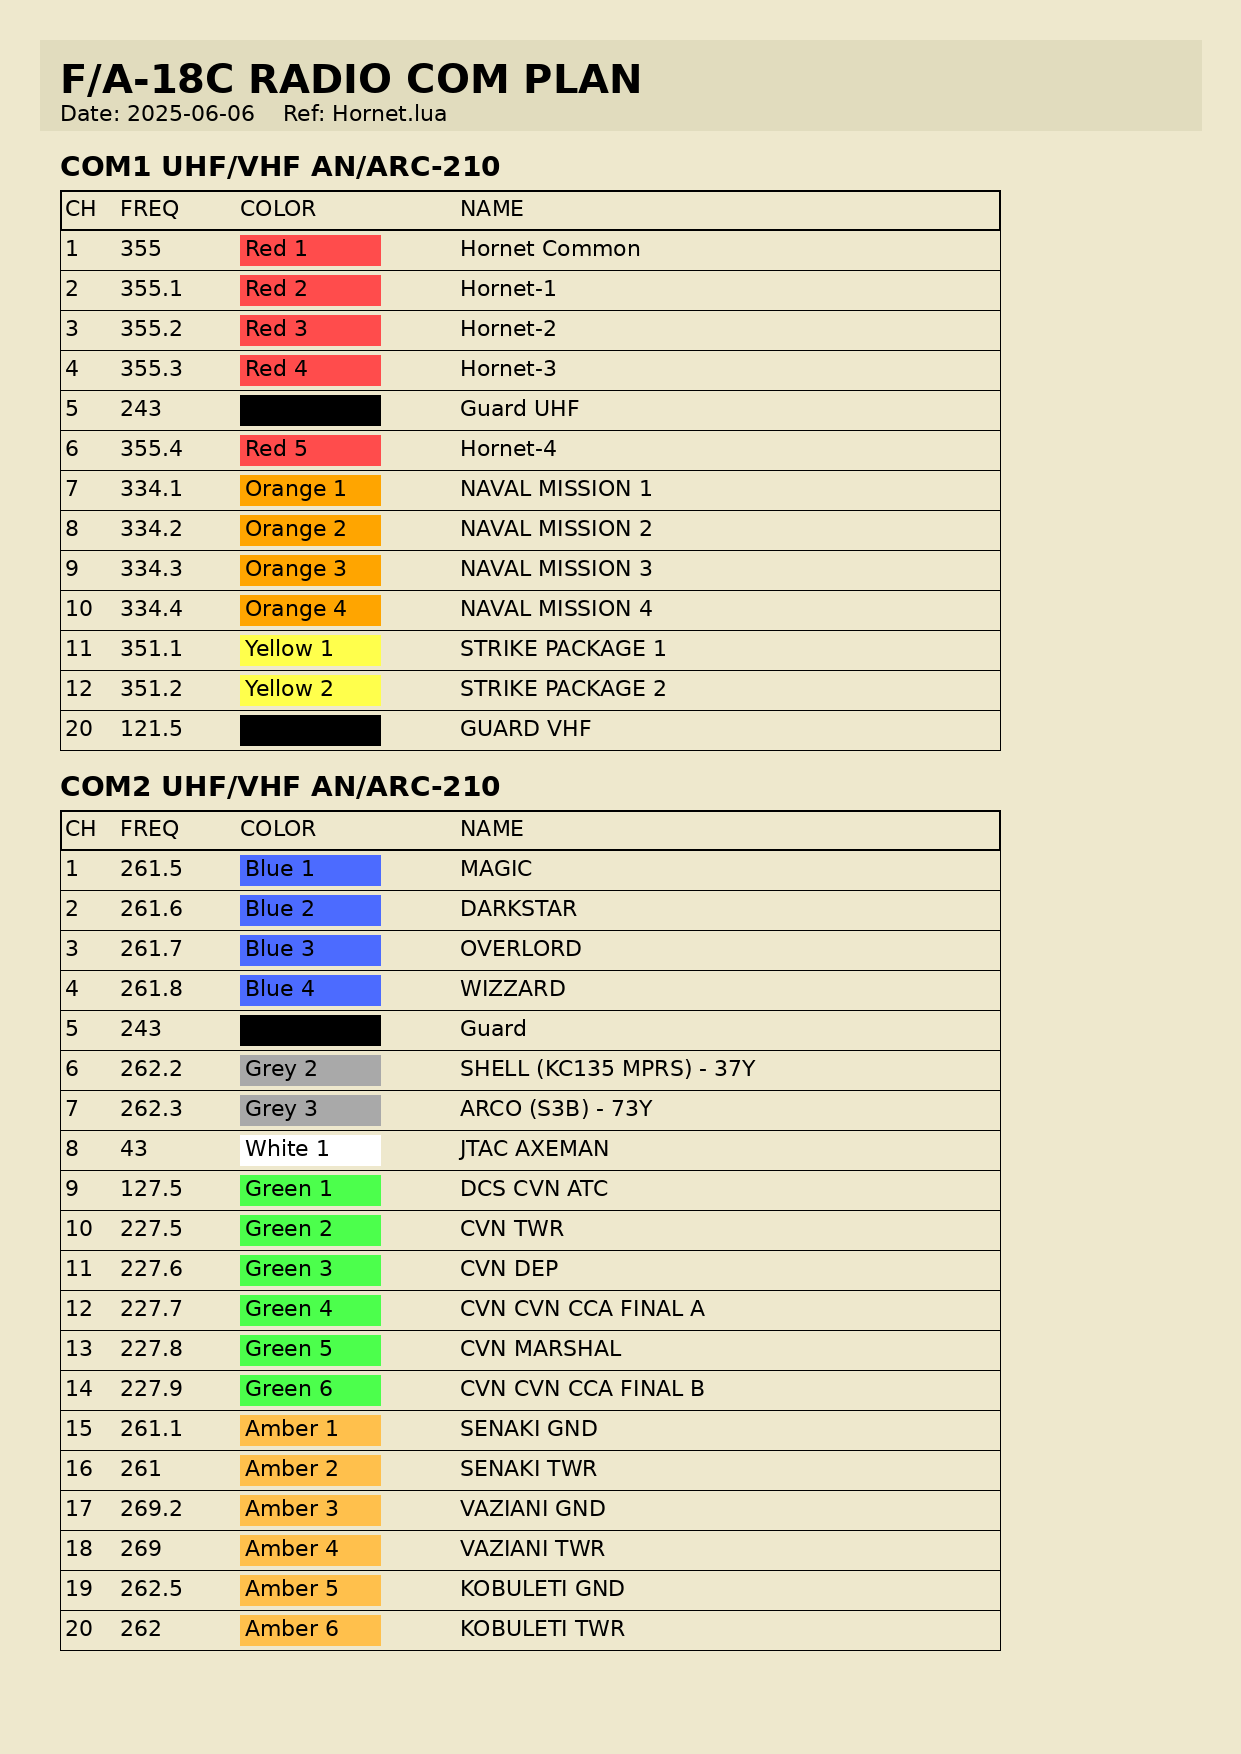 F/A-18C RADIO COM PLAN
Date: 2025-06-06 Ref: Hornet.lua
COM1 UHF/VHF AN/ARC-210
CH FREQ COLOR NAME
1 355 Red 1 Hornet Common
2 355.1 Red 2 Hornet-1
3 355.2 Red 3 Hornet-2
4 355.3 Red 4 Hornet-3
5 243 Guard UHF
6 355.4 Red 5 Hornet-4
7 334.1 Orange 1 NAVAL MISSION 1
8 334.2 Orange 2 NAVAL MISSION 2
9 334.3 Orange 3 NAVAL MISSION 3
10 334.4 Orange 4 NAVAL MISSION 4
11 351.1 Yellow 1 STRIKE PACKAGE 1
12 351.2 Yellow 2 STRIKE PACKAGE 2
20 121.5 GUARD VHF
COM2 UHF/VHF AN/ARC-210
CH FREQ COLOR NAME
1 261.5 Blue 1 MAGIC
2 261.6 Blue 2 DARKSTAR
3 261.7 Blue 3 OVERLORD
4 261.8 Blue 4 WIZZARD
5 243 Guard
6 262.2 Grey 2 SHELL (KC135 MPRS) - 37Y
7 262.3 Grey 3 ARCO (S3B) - 73Y
8 43 White 1 JTAC AXEMAN
9 127.5 Green 1 DCS CVN ATC
10 227.5 Green 2 CVN TWR
11 227.6 Green 3 CVN DEP
12 227.7 Green 4 CVN CVN CCA FINAL A
13 227.8 Green 5 CVN MARSHAL
14 227.9 Green 6 CVN CVN CCA FINAL B
15 261.1 Amber 1 SENAKI GND
16 261 Amber 2 SENAKI TWR
17 269.2 Amber 3 VAZIANI GND
18 269 Amber 4 VAZIANI TWR
19 262.5 Amber 5 KOBULETI GND
20 262 Amber 6 KOBULETI TWR